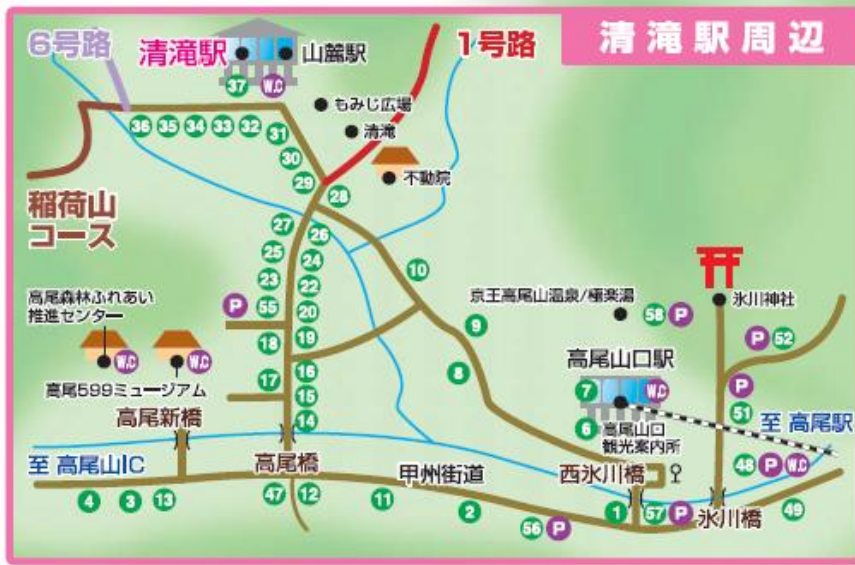 清滝駅周辺
6号路
清滝駅
山麓駅
1号路
37 W.C
もみじ広場
清滝
36 35 34 33 32 31
30
29 28
不動院
稲荷山
コース
27 26
25 24
23 22
P 55 20
18 19
17 16
15
14
10
9
8
高尾森林ふれあい
推進センター
W.C W.C
高尾599ミュージアム
京王高尾山温泉/極楽湯
58 P
氷川神社
P 52
高尾山口駅
7 W.C
6 高尾山口
観光案内所
P
51
至 高尾駅
高尾新橋
至 高尾山IC
高尾橋
甲州街道
西氷川橋
48 P W.C
4 3 13
47 12
11
2
56 P
1 57 P
氷川橋
49